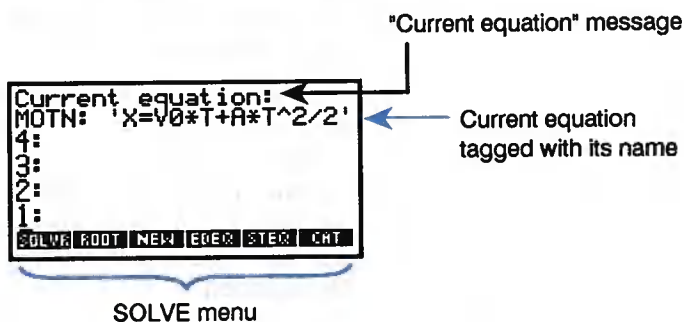 "Current equation" message
Current equation:
MOTN: 'X=V0*T+A*T^2/2'
Current equation
tagged with its name
4:
3:
2:
1:
SOLVR ROOT NEW EDEQ STEQ CAT
SOLVE menu